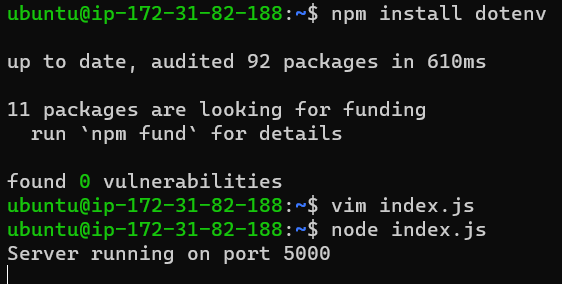 ubuntu@ip-172-31-82-188:~$ npm install dotenv
up to date, audited 92 packages in 610ms
11 packages are looking for funding
  run `npm fund` for details
found 0 vulnerabilities
ubuntu@ip-172-31-82-188:~$ vim index.js
ubuntu@ip-172-31-82-188:~$ node index.js
Server running on port 5000